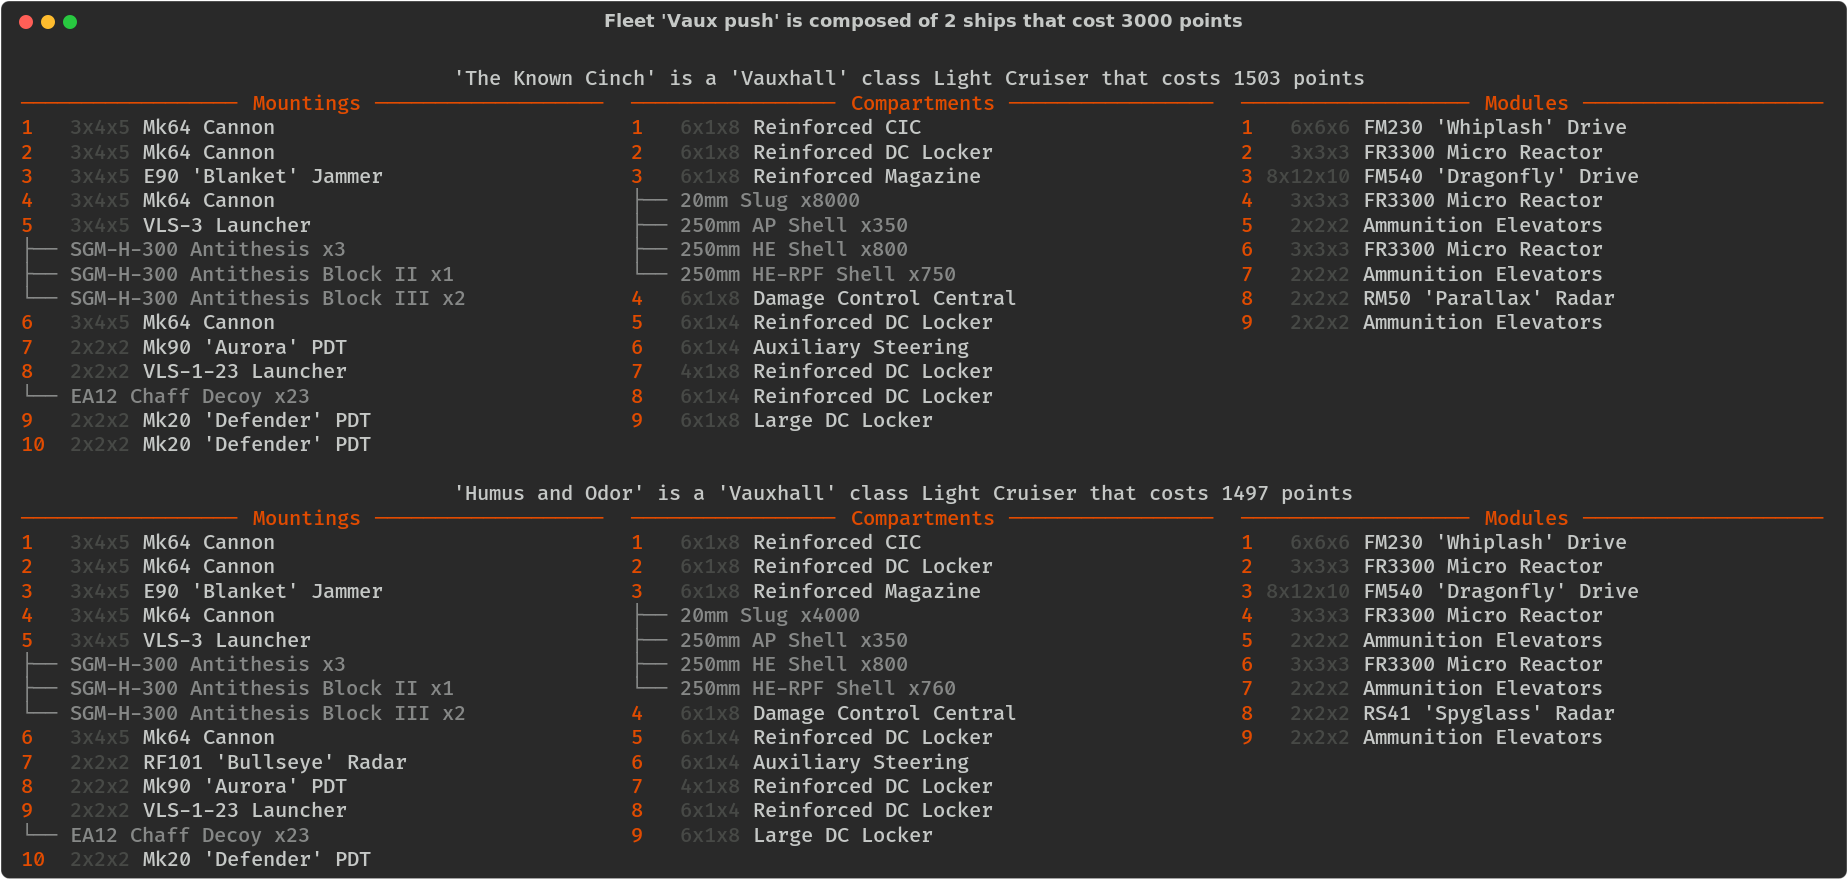 Fleet 'Vaux push' is composed of 2 ships that cost 3000 points
'The Known Cinch' is a 'Vauxhall' class Light Cruiser that costs 1503 points
Mountings
1 3x4x5 Mk64 Cannon
2 3x4x5 Mk64 Cannon
3 3x4x5 E90 'Blanket' Jammer
4 3x4x5 Mk64 Cannon
5 3x4x5 VLS-3 Launcher
SGM-H-300 Antithesis x3
SGM-H-300 Antithesis Block II x1
SGM-H-300 Antithesis Block III x2
6 3x4x5 Mk64 Cannon
7 2x2x2 Mk90 'Aurora' PDT
8 2x2x2 VLS-1-23 Launcher
EA12 Chaff Decoy x23
9 2x2x2 Mk20 'Defender' PDT
10 2x2x2 Mk20 'Defender' PDT
Compartments
1 6x1x8 Reinforced CIC
2 6x1x8 Reinforced DC Locker
3 6x1x8 Reinforced Magazine
20mm Slug x8000
250mm AP Shell x350
250mm HE Shell x800
250mm HE-RPF Shell x750
4 6x1x8 Damage Control Central
5 6x1x4 Reinforced DC Locker
6 6x1x4 Auxiliary Steering
7 4x1x8 Reinforced DC Locker
8 6x1x4 Reinforced DC Locker
9 6x1x8 Large DC Locker
Modules
1 6x6x6 FM230 'Whiplash' Drive
2 3x3x3 FR3300 Micro Reactor
3 8x12x10 FM540 'Dragonfly' Drive
4 3x3x3 FR3300 Micro Reactor
5 2x2x2 Ammunition Elevators
6 3x3x3 FR3300 Micro Reactor
7 2x2x2 Ammunition Elevators
8 2x2x2 RM50 'Parallax' Radar
9 2x2x2 Ammunition Elevators
'Humus and Odor' is a 'Vauxhall' class Light Cruiser that costs 1497 points
Mountings
1 3x4x5 Mk64 Cannon
2 3x4x5 Mk64 Cannon
3 3x4x5 E90 'Blanket' Jammer
4 3x4x5 Mk64 Cannon
5 3x4x5 VLS-3 Launcher
SGM-H-300 Antithesis x3
SGM-H-300 Antithesis Block II x1
SGM-H-300 Antithesis Block III x2
6 3x4x5 Mk64 Cannon
7 2x2x2 RF101 'Bullseye' Radar
8 2x2x2 Mk90 'Aurora' PDT
9 2x2x2 VLS-1-23 Launcher
EA12 Chaff Decoy x23
10 2x2x2 Mk20 'Defender' PDT
Compartments
1 6x1x8 Reinforced CIC
2 6x1x8 Reinforced DC Locker
3 6x1x8 Reinforced Magazine
20mm Slug x4000
250mm AP Shell x350
250mm HE Shell x800
250mm HE-RPF Shell x760
4 6x1x8 Damage Control Central
5 6x1x4 Reinforced DC Locker
6 6x1x4 Auxiliary Steering
7 4x1x8 Reinforced DC Locker
8 6x1x4 Reinforced DC Locker
9 6x1x8 Large DC Locker
Modules
1 6x6x6 FM230 'Whiplash' Drive
2 3x3x3 FR3300 Micro Reactor
3 8x12x10 FM540 'Dragonfly' Drive
4 3x3x3 FR3300 Micro Reactor
5 2x2x2 Ammunition Elevators
6 3x3x3 FR3300 Micro Reactor
7 2x2x2 Ammunition Elevators
8 2x2x2 RS41 'Spyglass' Radar
9 2x2x2 Ammunition Elevators